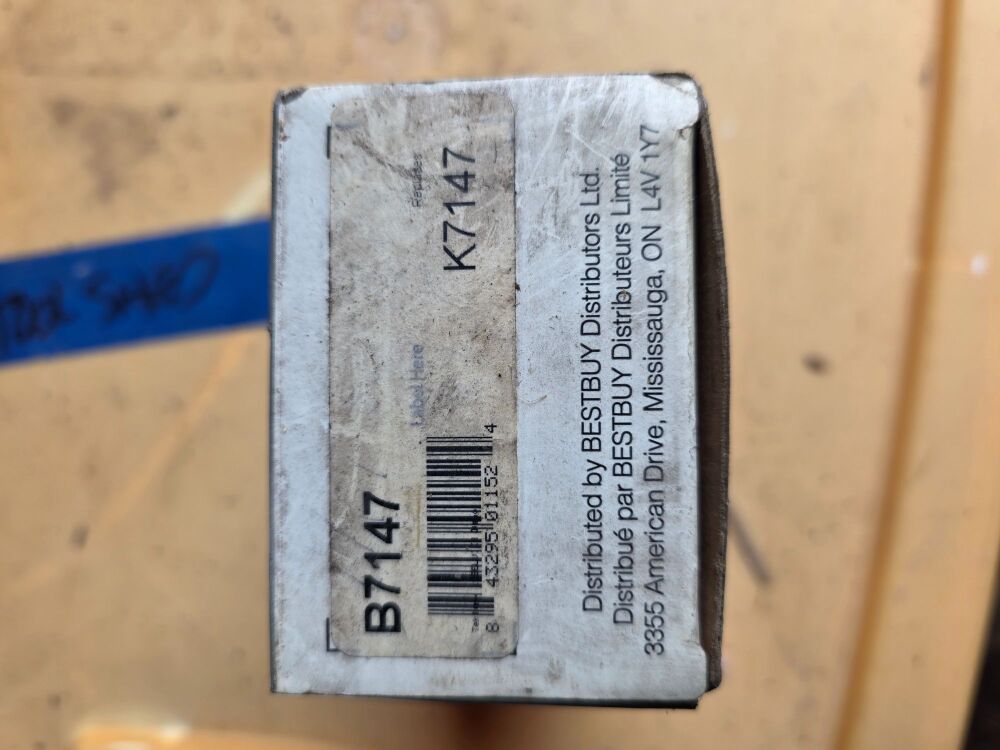 B7147
Label Here
Replaces
K7147
8 43295 01152 4
Distributed by BESTBUY Distributors Ltd.
Distribué par BESTBUY Distributeurs Limité
3355 American Drive, Mississauga, ON L4V 1Y7